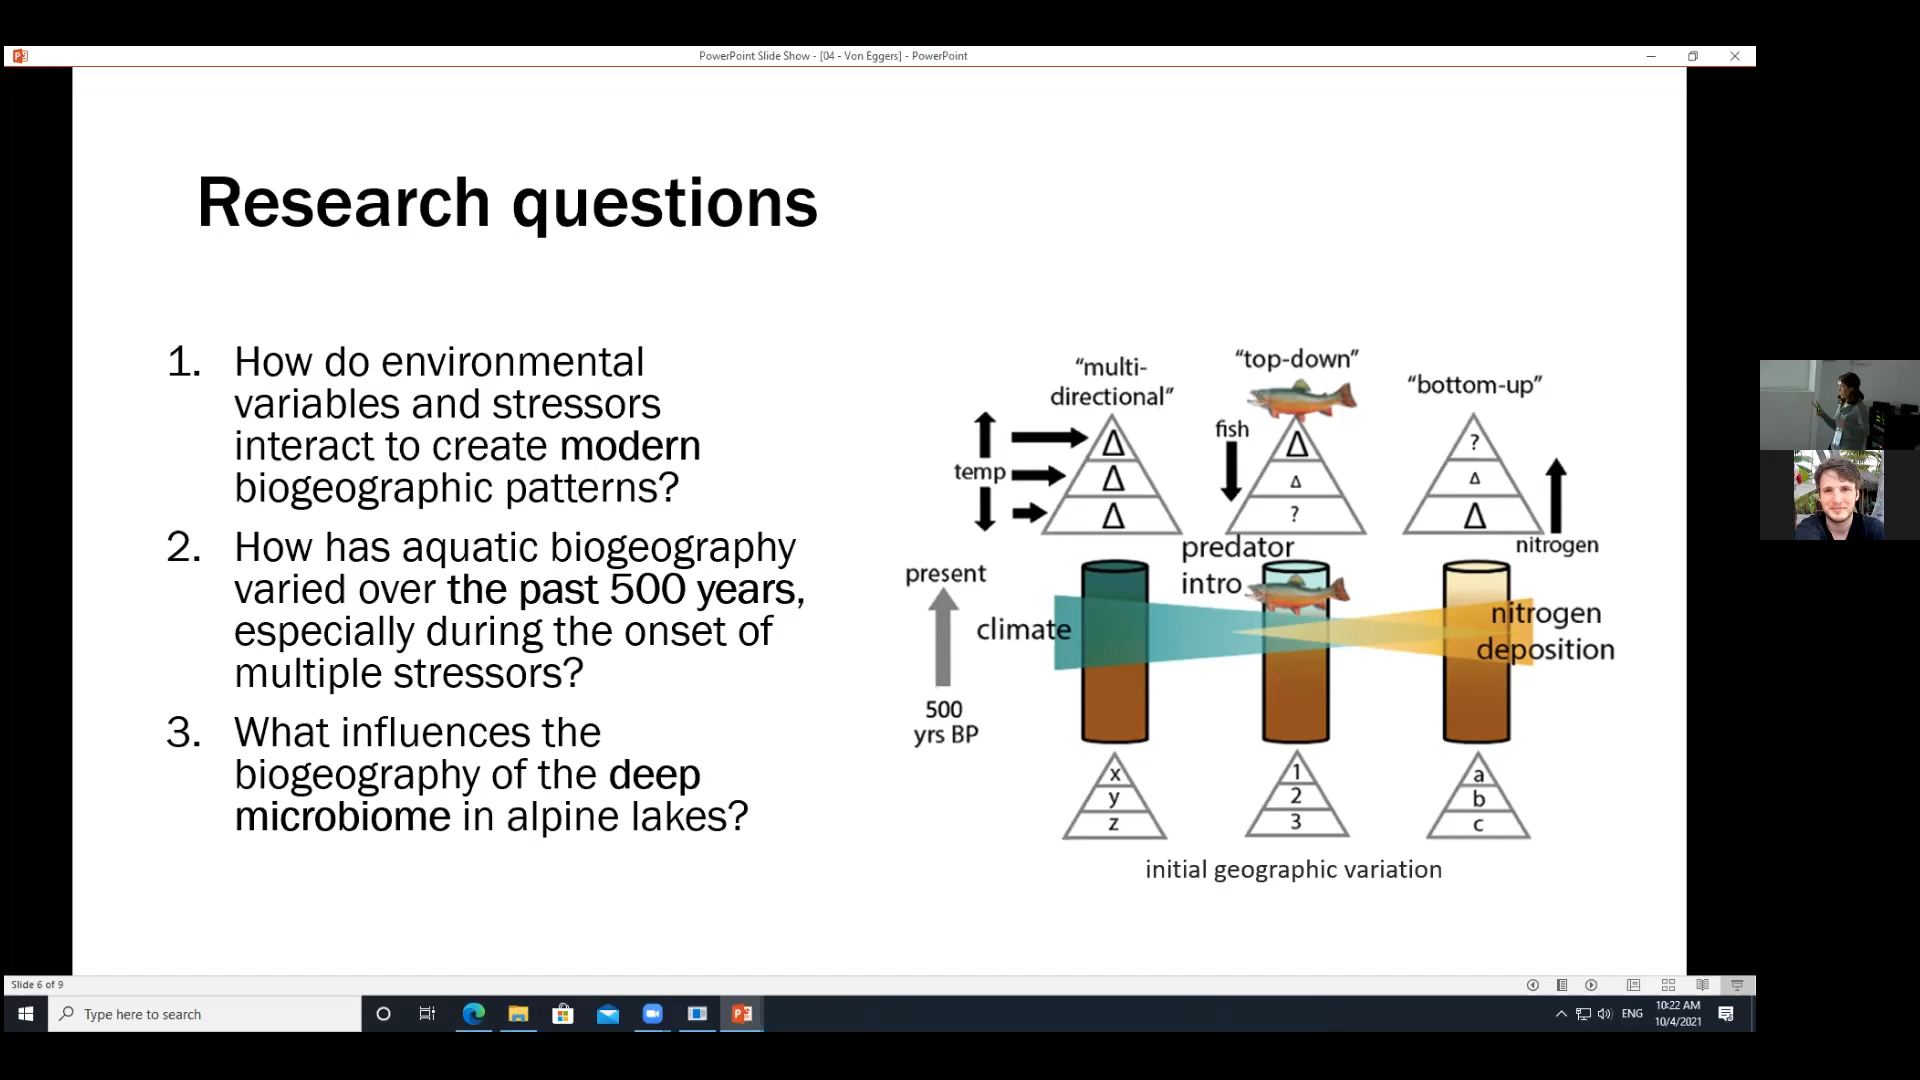 PowerPoint Slide Show - [04 - Von Eggers] - PowerPoint
Research questions
1. How do environmental
variables and stressors
interact to create modern
biogeographic patterns?
2. How has aquatic biogeography
varied over the past 500 years,
especially during the onset of
multiple stressors?
3. What influences the
biogeography of the deep
microbiome in alpine lakes?
“multi-
directional”
“top-down”
“bottom-up”
temp
Δ
Δ
Δ
fish
Δ
Δ
?
?
Δ
Δ
nitrogen
predator
intro
present
climate
nitrogen
deposition
500
yrs BP
x
y
z
1
2
3
a
b
c
initial geographic variation
Slide 6 of 9
Type here to search
ENG
10:22 AM
10/4/2021